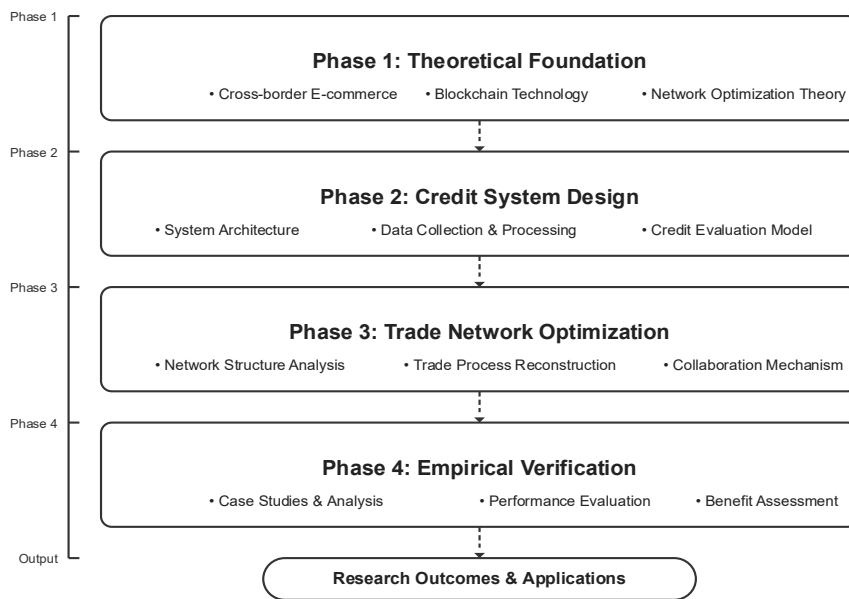 Phase 1
Phase 1: Theoretical Foundation
• Cross-border E-commerce • Blockchain Technology • Network Optimization Theory
Phase 2
Phase 2: Credit System Design
• System Architecture • Data Collection & Processing • Credit Evaluation Model
Phase 3
Phase 3: Trade Network Optimization
• Network Structure Analysis • Trade Process Reconstruction • Collaboration Mechanism
Phase 4
Phase 4: Empirical Verification
• Case Studies & Analysis • Performance Evaluation • Benefit Assessment
Output
Research Outcomes & Applications